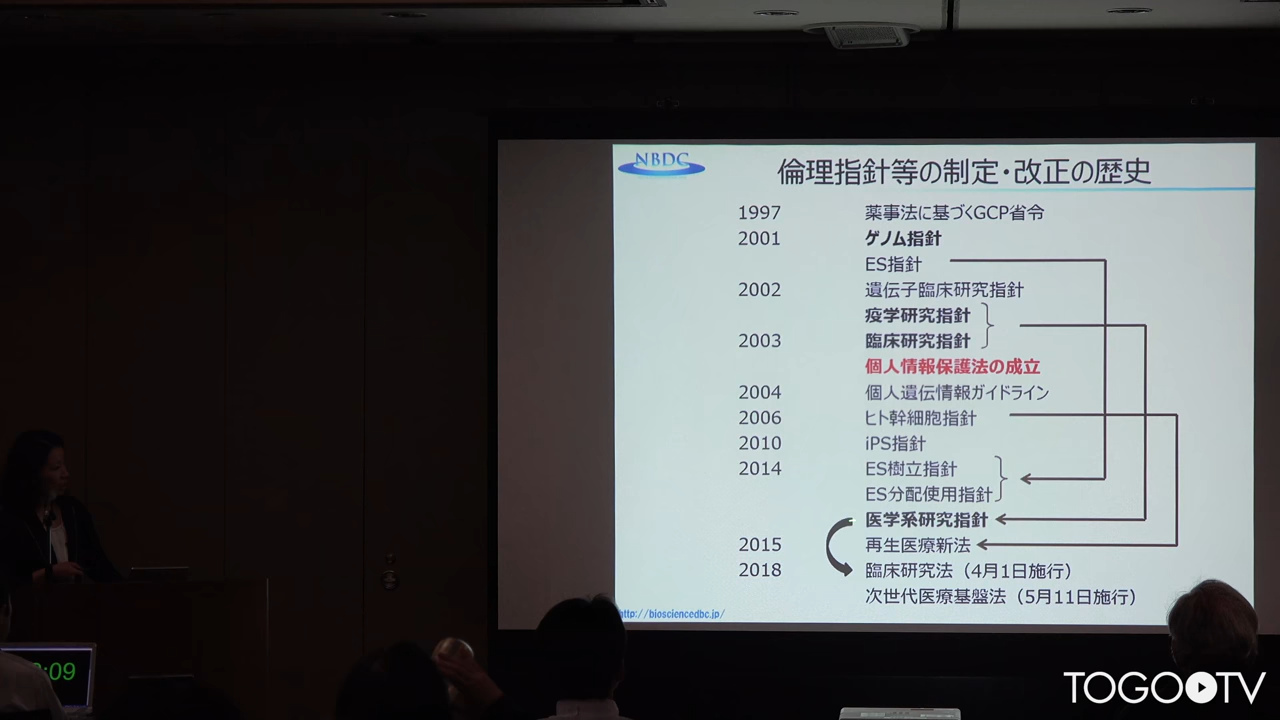 NBDC
倫理指針等の制定・改正の歴史
1997 薬事法に基づくGCP省令
2001 ゲノム指針
ES指針
2002 遺伝子臨床研究指針
疫学研究指針
2003 臨床研究指針
個人情報保護法の成立
2004 個人遺伝情報ガイドライン
2006 ヒト幹細胞指針
2010 iPS指針
2014 ES樹立指針
ES分配使用指針
医学系研究指針
2015 再生医療新法
2018 臨床研究法（4月1日施行）
次世代医療基盤法（5月11日施行）
http://biosciencedbc.jp/
:09
TOGO TV